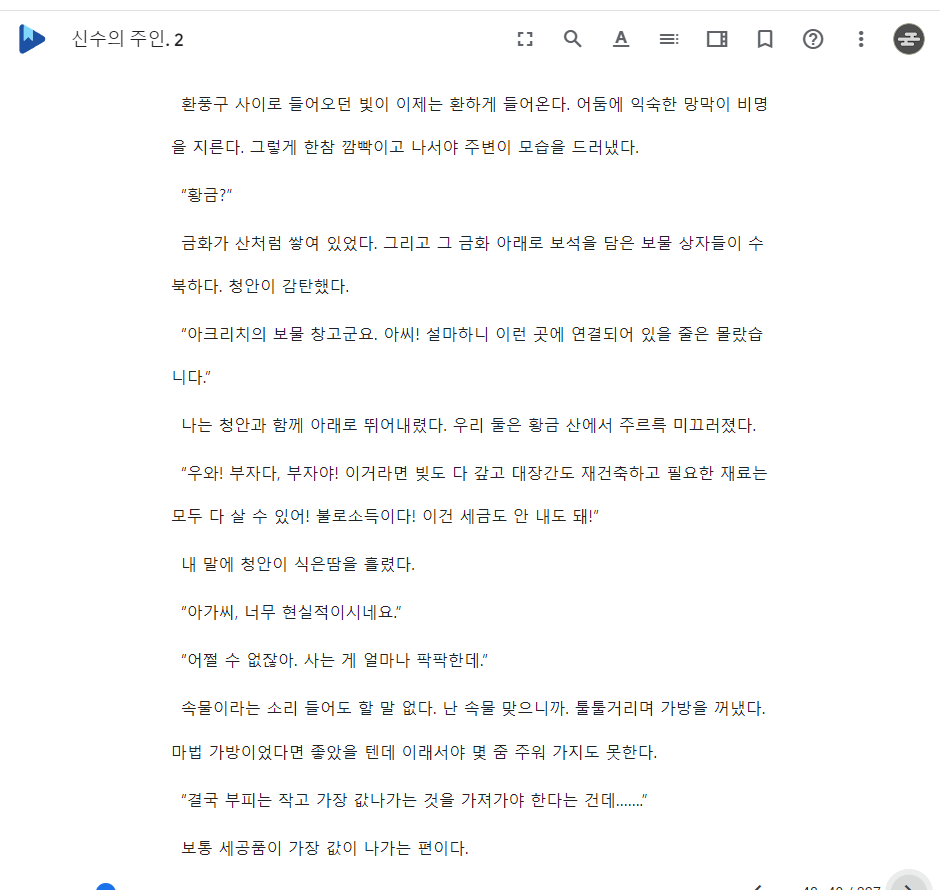 신수의 주인. 2
환풍구 사이로 들어오던 빛이 이제는 환하게 들어온다. 어둠에 익숙한 망막이 비명
을 지른다. 그렇게 한참 깜빡이고 나서야 주변이 모습을 드러냈다.
“황금?”
금화가 산처럼 쌓여 있었다. 그리고 그 금화 아래로 보석을 담은 보물 상자들이 수
북하다. 청안이 감탄했다.
“아크리치의 보물 창고군요. 아씨! 설마하니 이런 곳에 연결되어 있을 줄은 몰랐습
니다.”
나는 청안과 함께 아래로 뛰어내렸다. 우리 둘은 황금 산에서 주르륵 미끄러졌다.
“우와! 부자다, 부자야! 이거라면 빚도 다 갚고 대장간도 재건축하고 필요한 재료는
모두 다 살 수 있어! 불로소득이다! 이건 세금도 안 내도 돼!”
내 말에 청안이 식은땀을 흘렸다.
“아가씨, 너무 현실적이시네요.”
“어쩔 수 없잖아. 사는 게 얼마나 팍팍한데.”
속물이라는 소리 들어도 할 말 없다. 난 속물 맞으니까. 툴툴거리며 가방을 꺼냈다.
마법 가방이었다면 좋았을 텐데 이래서야 몇 줌 주워 가지도 못한다.
“결국 부피는 작고 가장 값나가는 것을 가져가야 한다는 건데.......”
보통 세공품이 가장 값이 나가는 편이다.